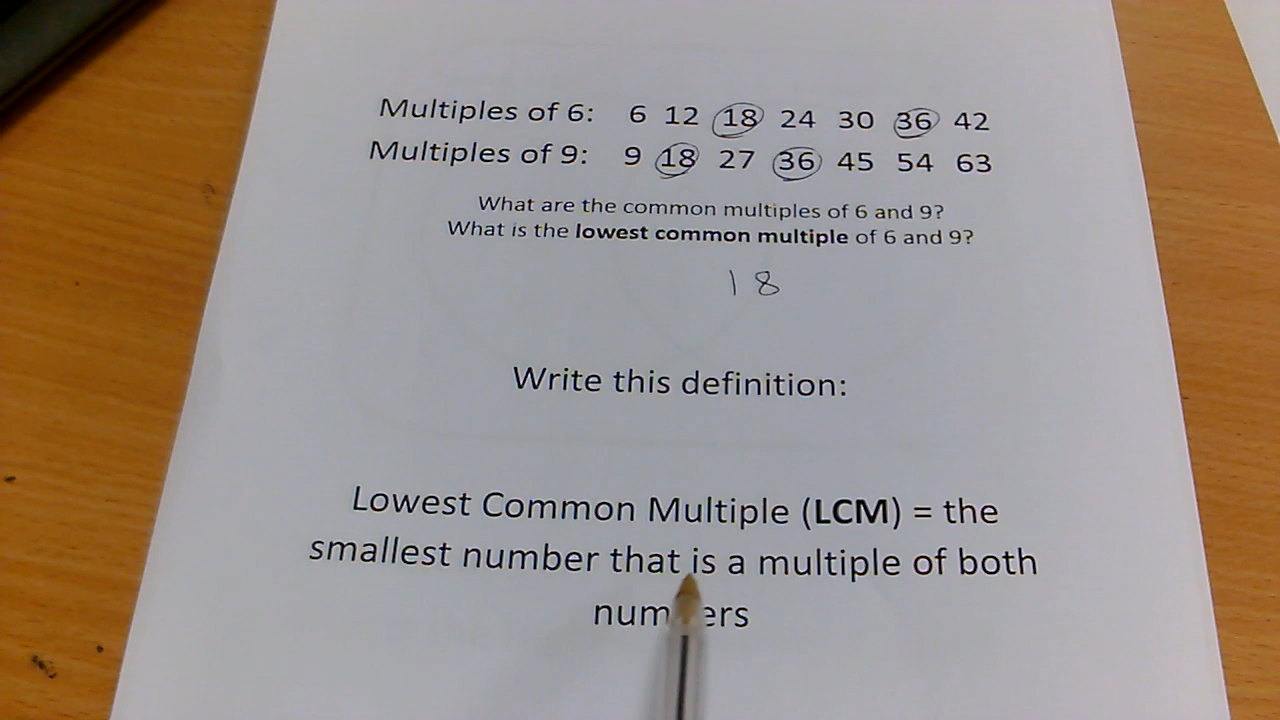 Multiples of 6: 6 12 18 24 30 36 42
Multiples of 9: 9 18 27 36 45 54 63
What are the common multiples of 6 and 9?
What is the lowest common multiple of 6 and 9?
18
Write this definition:
Lowest Common Multiple (LCM) = the
smallest number that is a multiple of both
numbers